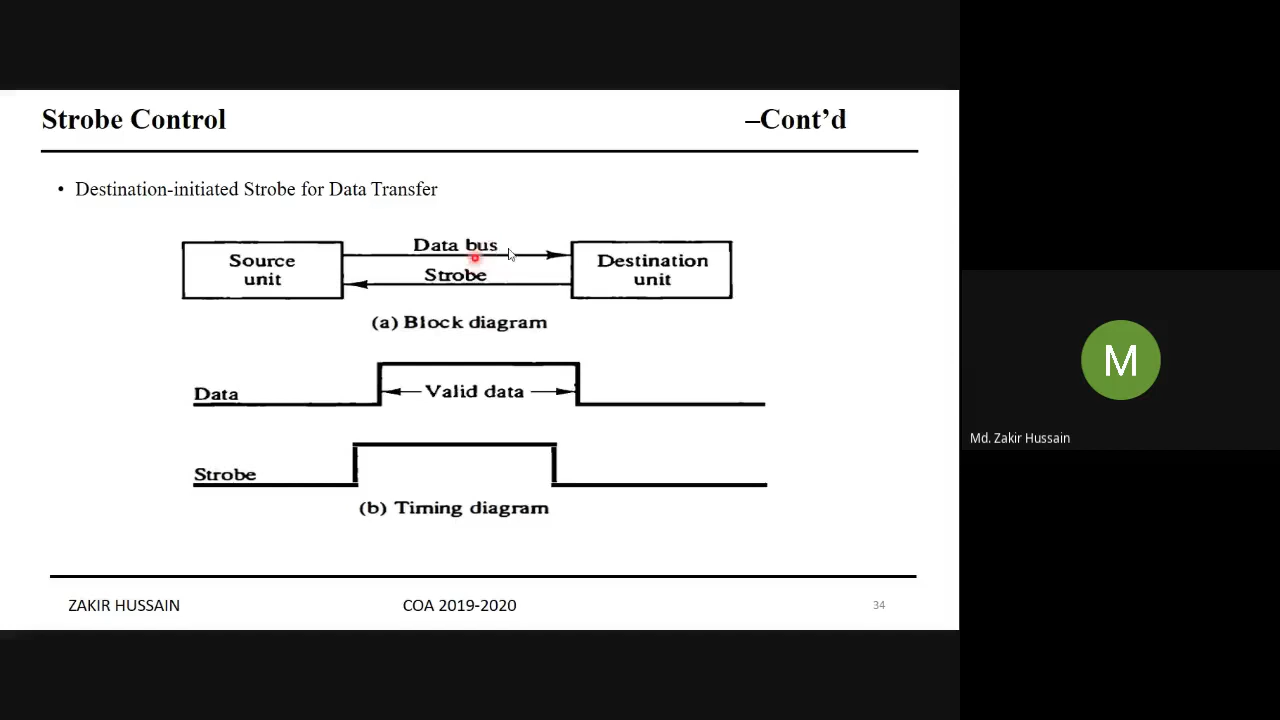 Strobe Control –Cont’d
• Destination-initiated Strobe for Data Transfer
Source unit
Data bus
Strobe
Destination unit
(a) Block diagram
Data
Valid data
Strobe
(b) Timing diagram
ZAKIR HUSSAIN COA 2019-2020 34
M
Md. Zakir Hussain